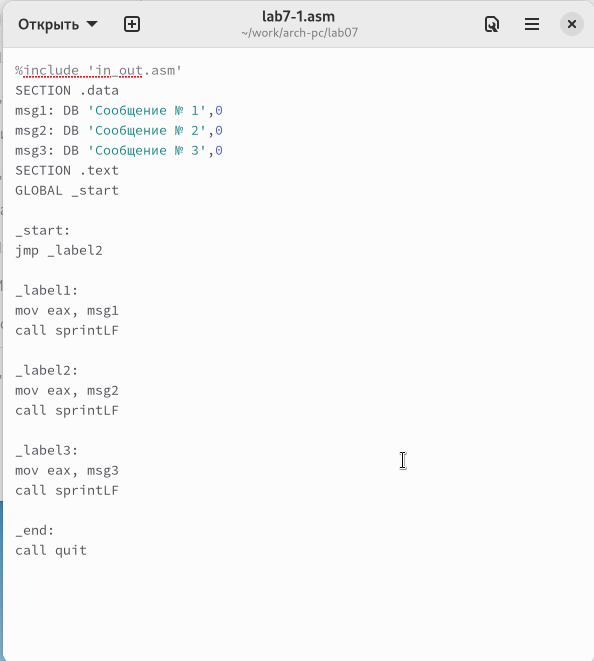 Открыть
lab7-1.asm
~/work/arch-pc/lab07
%include 'in_out.asm'
SECTION .data
msg1: DB 'Сообщение № 1',0
msg2: DB 'Сообщение № 2',0
msg3: DB 'Сообщение № 3',0
SECTION .text
GLOBAL _start
_start:
jmp _label2
_label1:
mov eax, msg1
call sprintLF
_label2:
mov eax, msg2
call sprintLF
_label3:
mov eax, msg3
call sprintLF
_end:
call quit